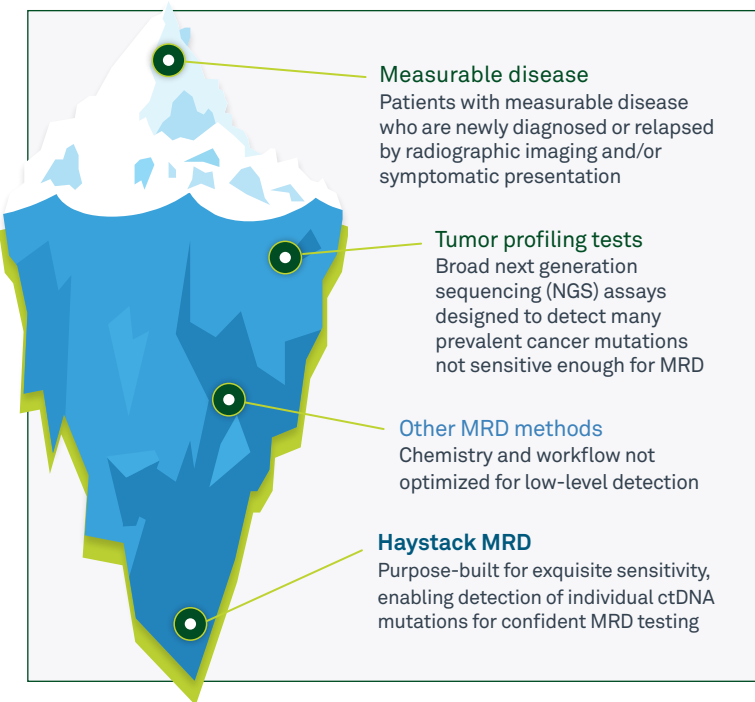 Measurable disease
Patients with measurable disease
who are newly diagnosed or relapsed
by radiographic imaging and/or
symptomatic presentation
Tumor profiling tests
Broad next generation
sequencing (NGS) assays
designed to detect many
prevalent cancer mutations
not sensitive enough for MRD
Other MRD methods
Chemistry and workflow not
optimized for low-level detection
Haystack MRD
Purpose-built for exquisite sensitivity,
enabling detection of individual ctDNA
mutations for confident MRD testing